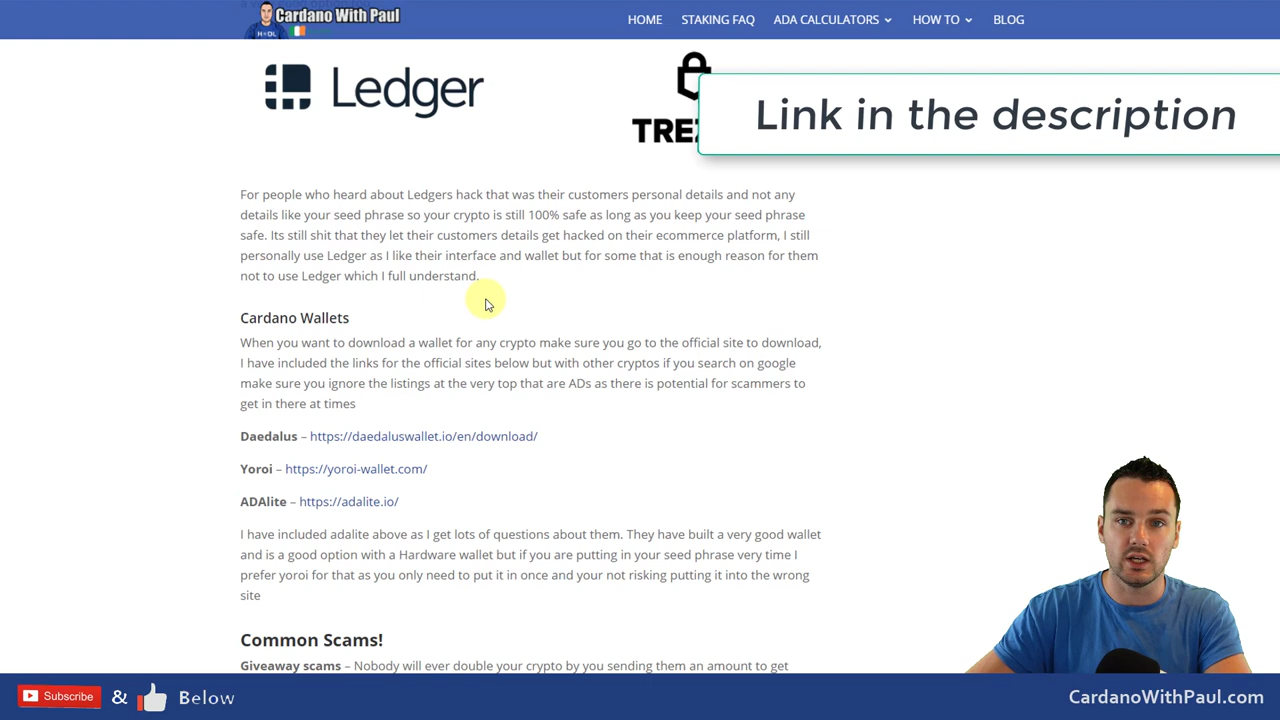 Cardano With Paul
HODL
HOME STAKING FAQ ADA CALCULATORS HOW TO BLOG
Ledger
Link in the description
For people who heard about Ledgers hack that was their customers personal details and not any
details like your seed phrase so your crypto is still 100% safe as long as you keep your seed phrase
safe. Its still shit that they let their customers details get hacked on their ecommerce platform, I still
personally use Ledger as I like their interface and wallet but for some that is enough reason for them
not to use Ledger which I full understand.
Cardano Wallets
When you want to download a wallet for any crypto make sure you go to the official site to download,
I have included the links for the official sites below but with other cryptos if you search on google
make sure you ignore the listings at the very top that are ADs as there is potential for scammers to
get in there at times
Daedalus – https://daedaluswallet.io/en/download/
Yoroi – https://yoroi-wallet.com/
ADAlite – https://adalite.io/
I have included adalite above as I get lots of questions about them. They have built a very good wallet
and is a good option with a Hardware wallet but if you are putting in your seed phrase very time I
prefer yoroi for that as you only need to put it in once and your not risking putting it into the wrong
site
Common Scams!
Giveaway scams – Nobody will ever double your crypto by you sending them an amount to get
Subscribe & Below
CardanoWithPaul.com